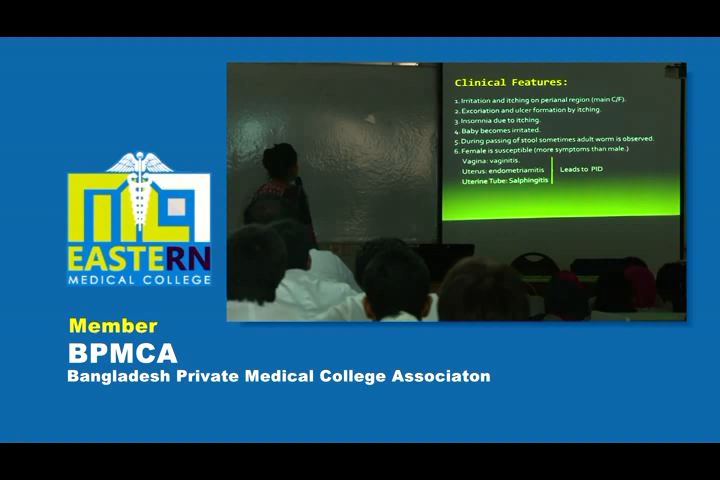 EASTERN
MEDICAL COLLEGE
Member
BPMCA
Bangladesh Private Medical College Associaton
Clinical Features:
1. Irritation and itching on perianal region (main C/F).
2. Excoriation and ulcer formation by itching.
3. Insomnia due to itching.
4. Baby becomes irritated.
5. During passing of stool sometimes adult worm is observed.
6. Female is susceptible (more symptoms than male.)
Vagina: vaginitis.
Uterus: endometriamitis
Leads to PID
Uterine Tube: Salphingitis